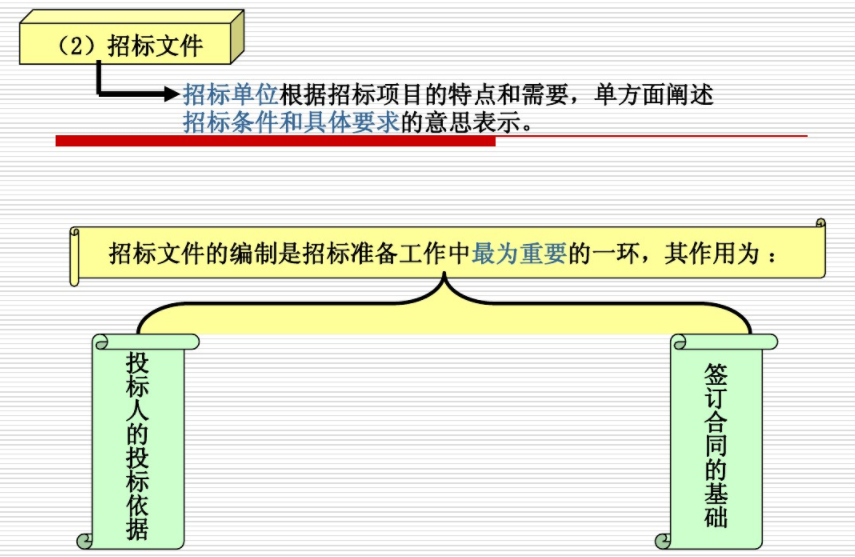 （2）招标文件
招标单位根据招标项目的特点和需要，单方面阐述
招标条件和具体要求的意思表示。
招标文件的编制是招标准备工作中最为重要的一环，其作用为：
投标人的投标依据
签订合同的基础